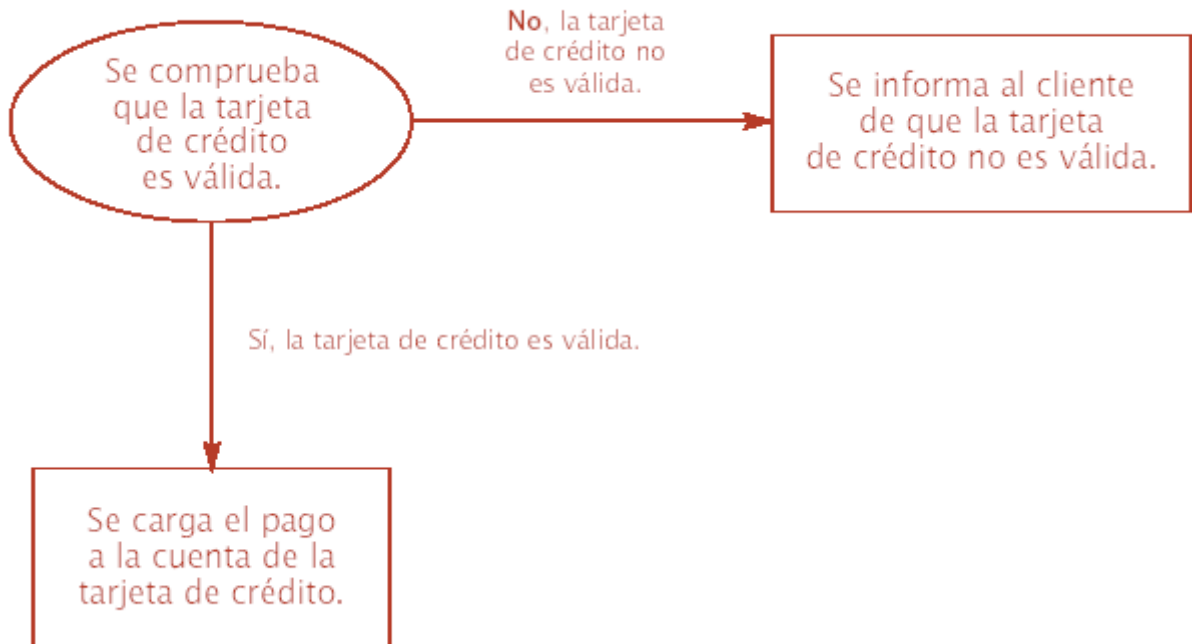 Se comprueba
que la tarjeta
de crédito
es válida.
No, la tarjeta
de crédito no
es válida.
Se informa al cliente
de que la tarjeta
de crédito no es válida.
Sí, la tarjeta de crédito es válida.
Se carga el pago
a la cuenta de la
tarjeta de crédito.